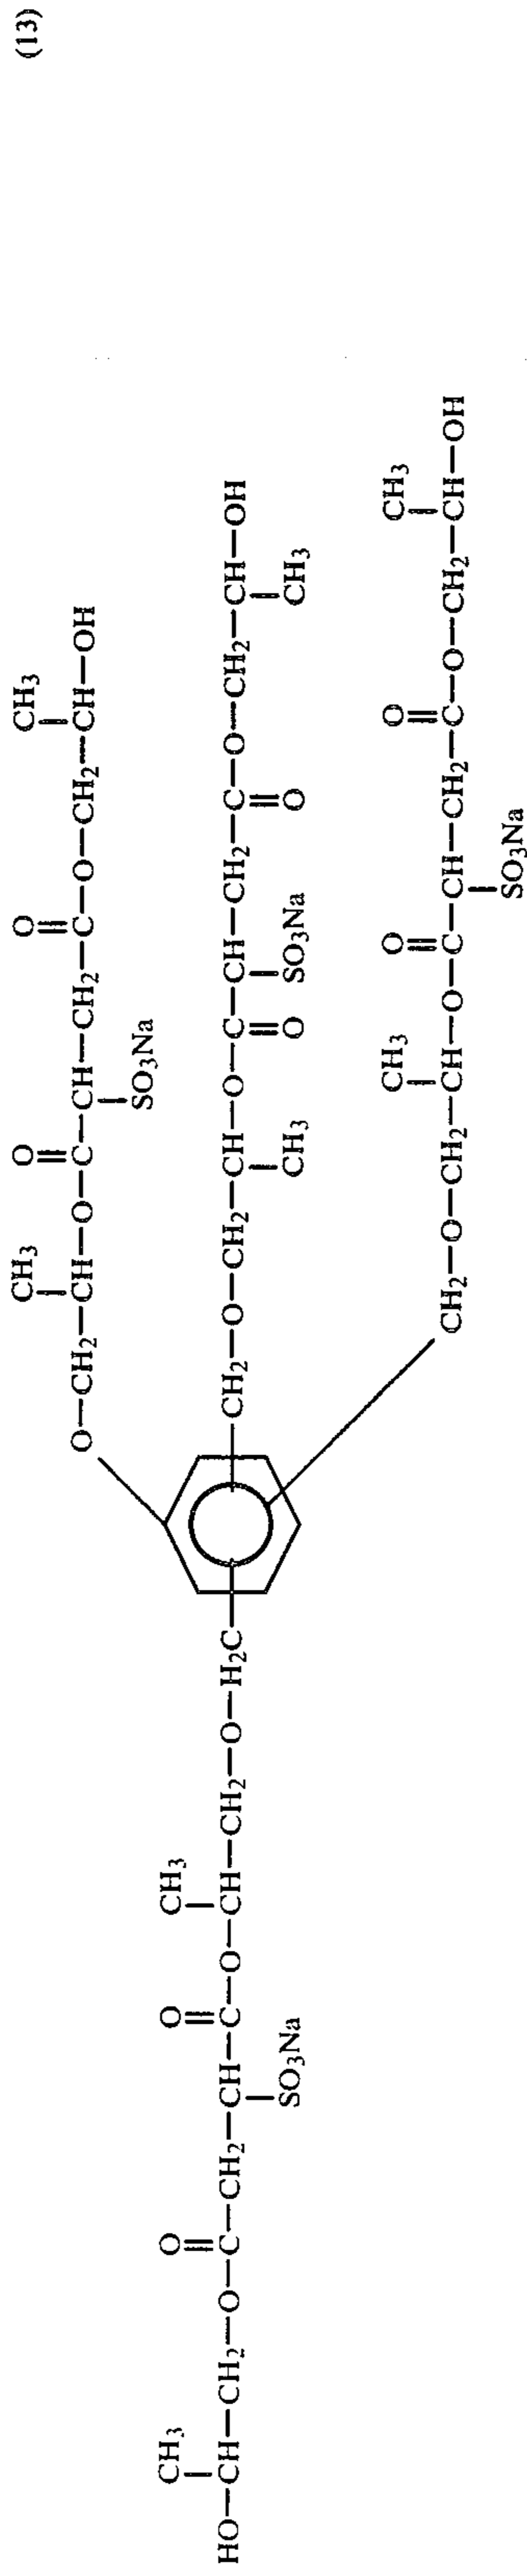 CH₃ O O CH₃ (13)
O—CH₂—CH—O—C—CH—CH₂—C—O—CH₂—CH—OH
SO₃Na
CH₃ O O CH₃
HO—CH—CH₂—O—C—CH₂—CH—C—O—CH—CH₂—O—H₂C CH₂—O—CH₂—CH—O—C—CH—CH₂—C—O—CH₂—CH—OH
SO₃Na CH₃ O SO₃Na O CH₃
CH₃ O O CH₃
CH₂—O—CH₂—CH—O—C—CH—CH₂—C—O—CH₂—CH—OH
SO₃Na